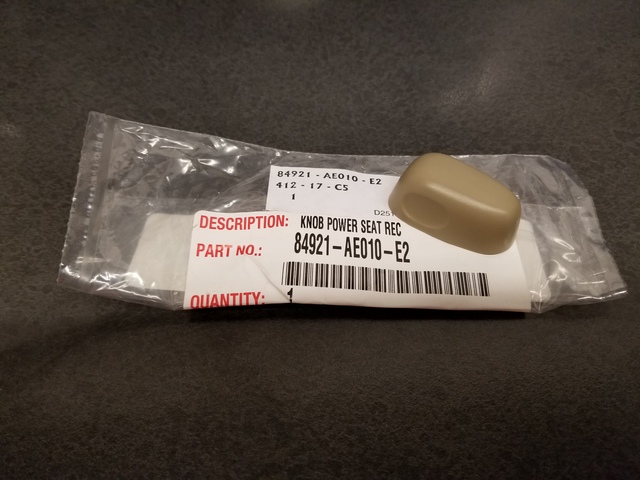 84921 - AE010 - E2
412 - 17 - C5
1
DESCRIPTION: KNOB POWER SEAT REC
PART NO.: 84921-AE010-E2
QUANTITY: 1